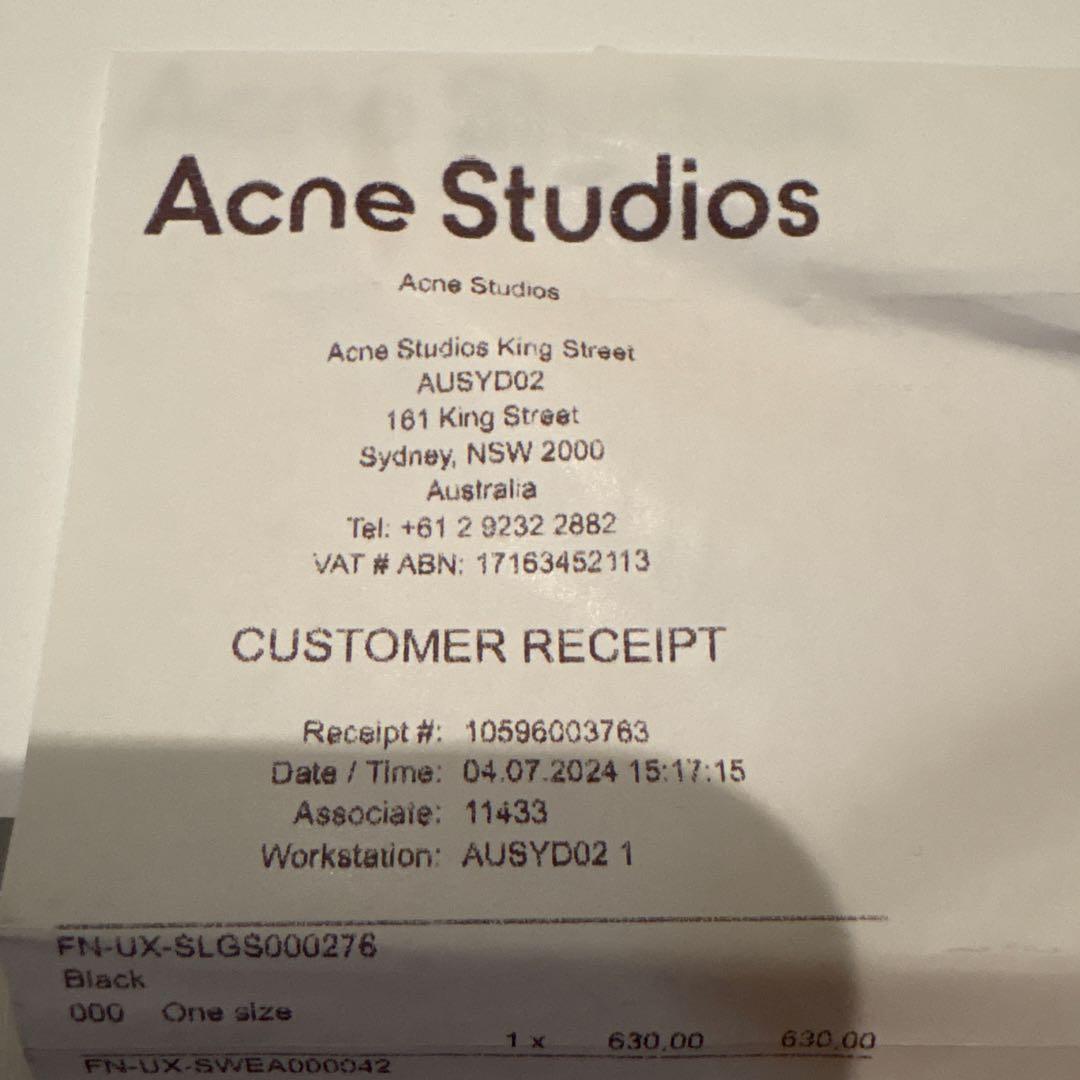 Acne Studios
Acne Studios
Acne Studios King Street
AUSYD02
161 King Street
Sydney, NSW 2000
Australia
Tel: +61 2 9232 2882
VAT # ABN: 17163452113
CUSTOMER RECEIPT
Receipt #: 10596003763
Date / Time: 04.07.2024 15:17:15
Associate: 11433
Workstation: AUSYD02 1
FN-UX-SLGS000276
Black
000 One size
1 x 630.00 630.00
FN-UX-SWEA000042